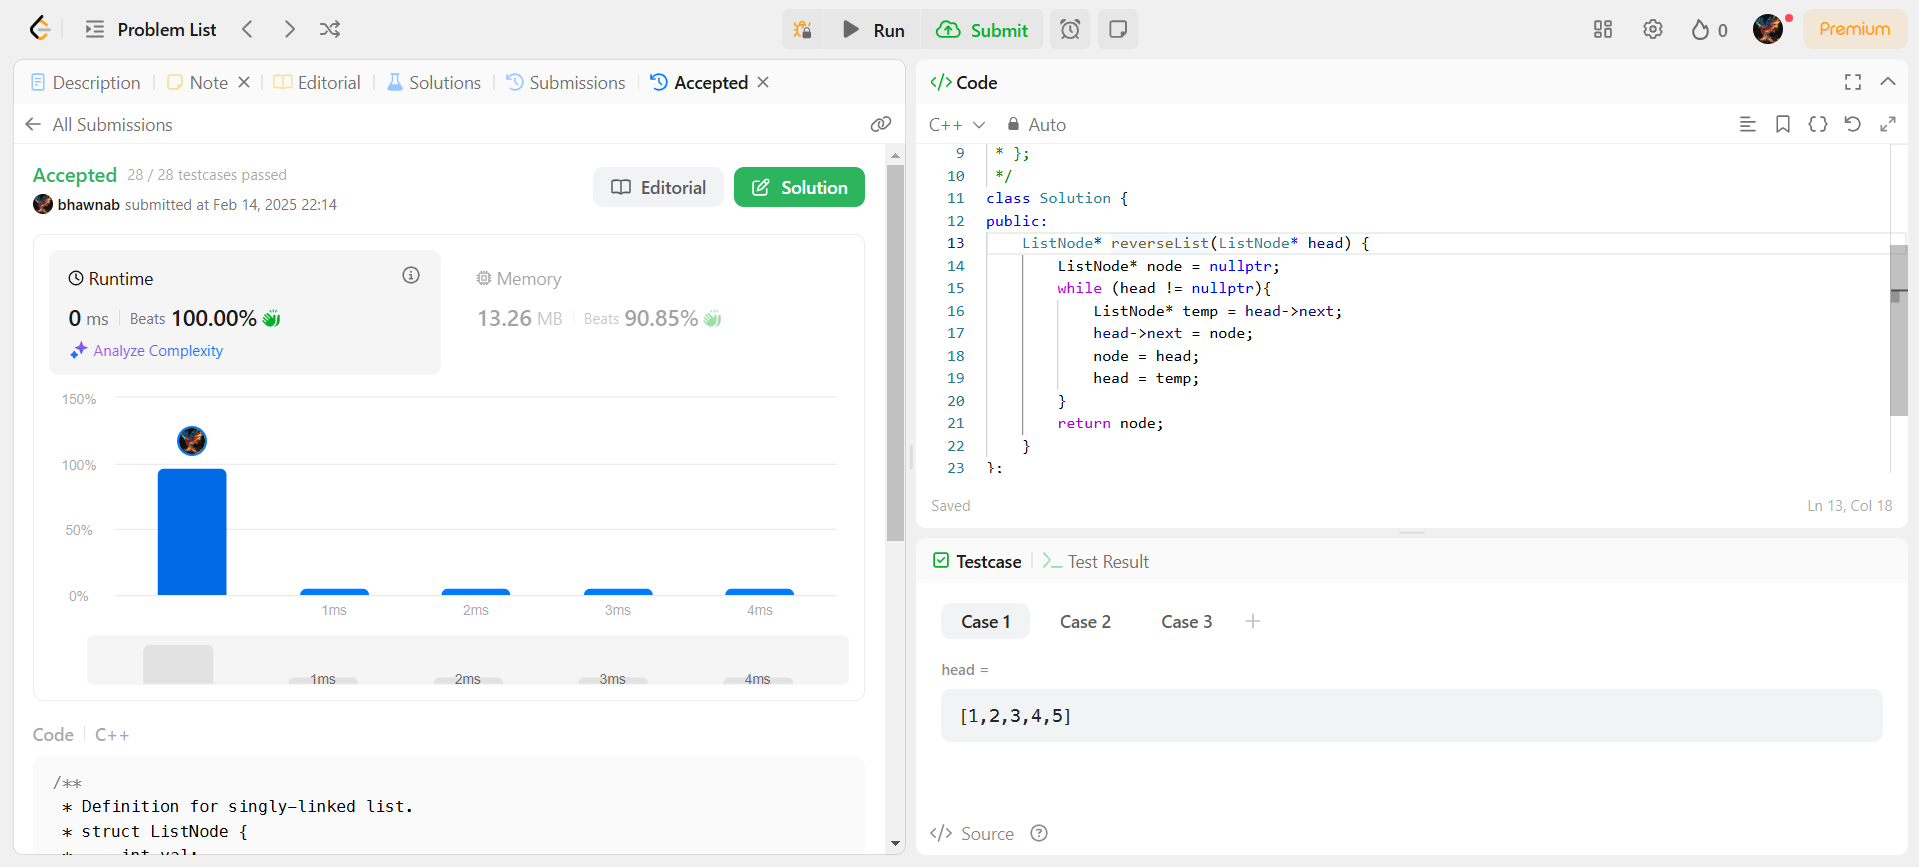 Problem List
Run
Submit
0
Premium
Description
Note
Editorial
Solutions
Submissions
Accepted
All Submissions
Accepted 28 / 28 testcases passed
bhawnab submitted at Feb 14, 2025 22:14
Editorial
Solution
Runtime
0 ms Beats 100.00%
Analyze Complexity
Memory
13.26 MB Beats 90.85%
150%
100%
50%
0%
1ms 2ms 3ms 4ms
1ms 2ms 3ms 4ms
Code C++
/**
* Definition for singly-linked list.
* struct ListNode {
* int val;
</> Code
C++ Auto
9 * };
10 */
11 class Solution {
12 public:
13 ListNode* reverseList(ListNode* head) {
14 ListNode* node = nullptr;
15 while (head != nullptr){
16 ListNode* temp = head->next;
17 head->next = node;
18 node = head;
19 head = temp;
20 }
21 return node;
22 }
23 };
Saved
Ln 13, Col 18
Testcase
>_ Test Result
Case 1
Case 2
Case 3
+
head =
[1,2,3,4,5]
</> Source ?